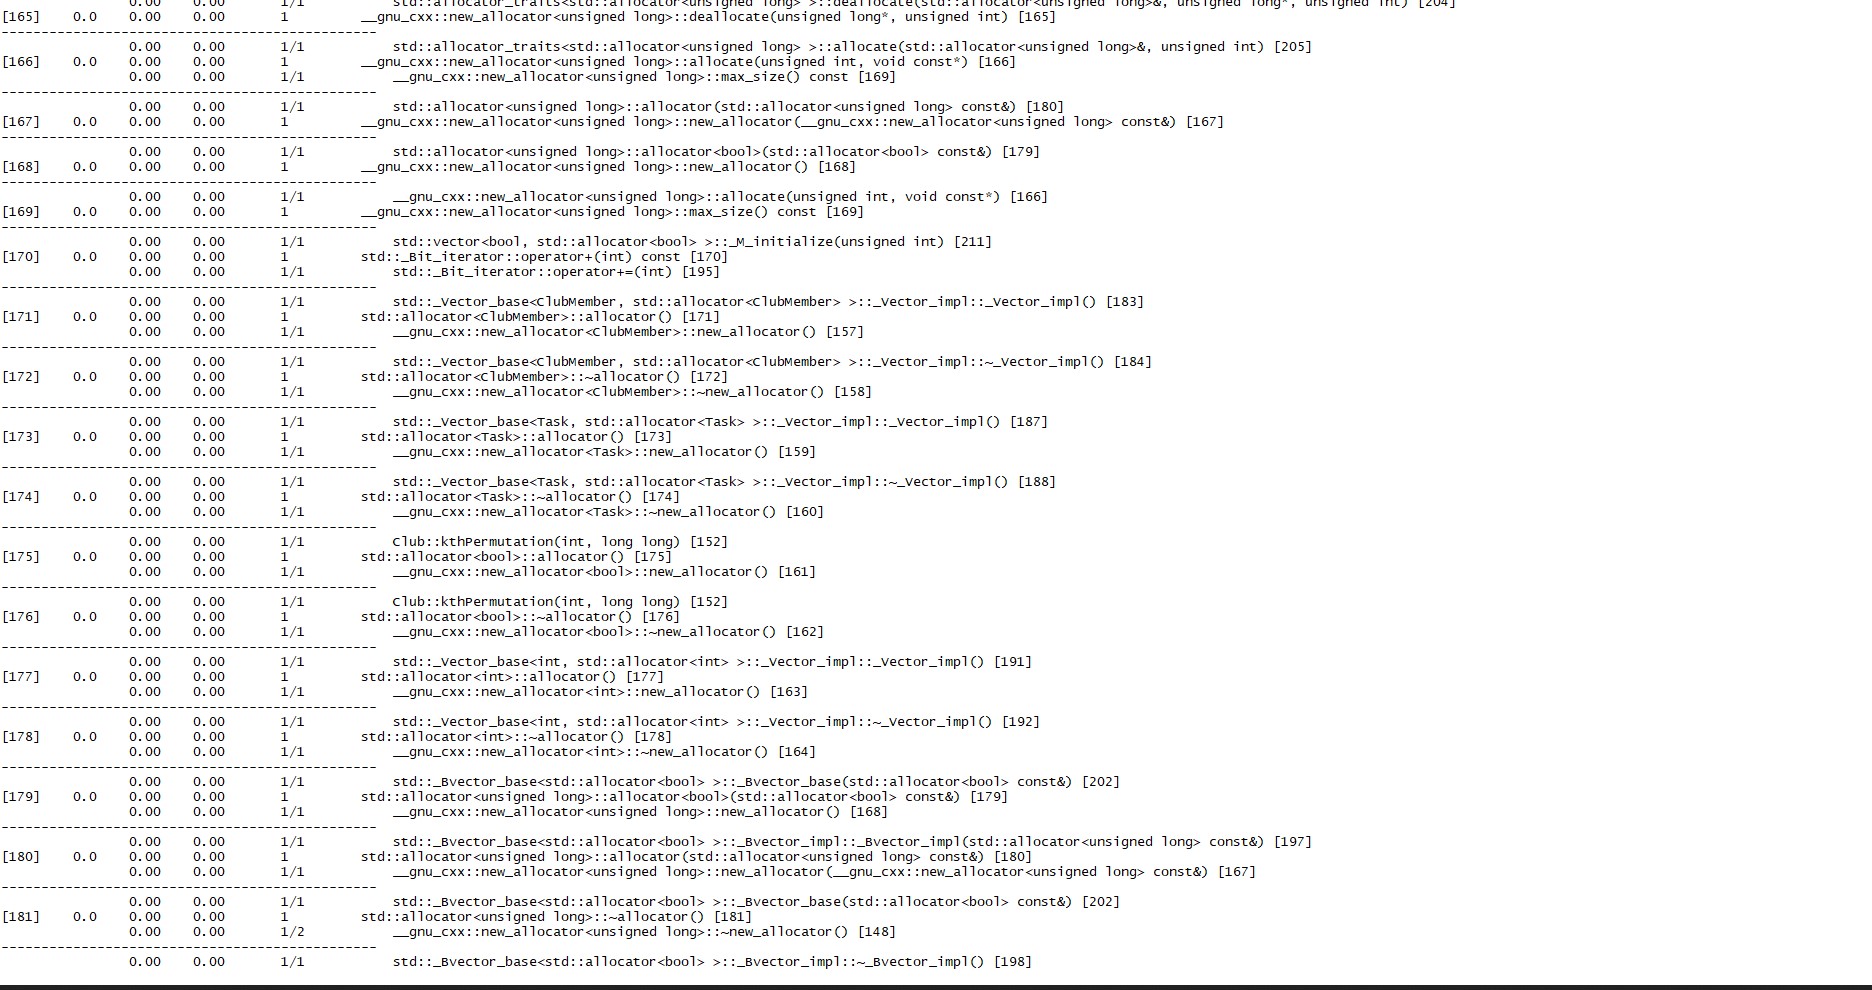 0.00 0.00 1/1 std::allocator_traits<std::allocator<unsigned long> >::deallocate(std::allocator<unsigned long>&, unsigned long*, unsigned int) [204]
[165] 0.0 0.00 0.00 1 __gnu_cxx::new_allocator<unsigned long>::deallocate(unsigned long*, unsigned int) [165]
-----------------------------------------------
0.00 0.00 1/1 std::allocator_traits<std::allocator<unsigned long> >::allocate(std::allocator<unsigned long>&, unsigned int) [205]
[166] 0.0 0.00 0.00 1 __gnu_cxx::new_allocator<unsigned long>::allocate(unsigned int, void const*) [166]
0.00 0.00 1/1 __gnu_cxx::new_allocator<unsigned long>::max_size() const [169]
-----------------------------------------------
0.00 0.00 1/1 std::allocator<unsigned long>::allocator(std::allocator<unsigned long> const&) [180]
[167] 0.0 0.00 0.00 1 __gnu_cxx::new_allocator<unsigned long>::new_allocator(__gnu_cxx::new_allocator<unsigned long> const&) [167]
-----------------------------------------------
0.00 0.00 1/1 std::allocator<unsigned long>::allocator<bool>(std::allocator<bool> const&) [179]
[168] 0.0 0.00 0.00 1 __gnu_cxx::new_allocator<unsigned long>::new_allocator() [168]
-----------------------------------------------
0.00 0.00 1/1 __gnu_cxx::new_allocator<unsigned long>::allocate(unsigned int, void const*) [166]
[169] 0.0 0.00 0.00 1 __gnu_cxx::new_allocator<unsigned long>::max_size() const [169]
-----------------------------------------------
0.00 0.00 1/1 std::vector<bool, std::allocator<bool> >::_M_initialize(unsigned int) [211]
[170] 0.0 0.00 0.00 1 std::_Bit_iterator::operator+(int) const [170]
0.00 0.00 1/1 std::_Bit_iterator::operator+=(int) [195]
-----------------------------------------------
0.00 0.00 1/1 std::_Vector_base<ClubMember, std::allocator<ClubMember> >::_Vector_impl::_Vector_impl() [183]
[171] 0.0 0.00 0.00 1 std::allocator<ClubMember>::allocator() [171]
0.00 0.00 1/1 __gnu_cxx::new_allocator<ClubMember>::new_allocator() [157]
-----------------------------------------------
0.00 0.00 1/1 std::_Vector_base<ClubMember, std::allocator<ClubMember> >::_Vector_impl::~_Vector_impl() [184]
[172] 0.0 0.00 0.00 1 std::allocator<ClubMember>::~allocator() [172]
0.00 0.00 1/1 __gnu_cxx::new_allocator<ClubMember>::~new_allocator() [158]
-----------------------------------------------
0.00 0.00 1/1 std::_Vector_base<Task, std::allocator<Task> >::_Vector_impl::_Vector_impl() [187]
[173] 0.0 0.00 0.00 1 std::allocator<Task>::allocator() [173]
0.00 0.00 1/1 __gnu_cxx::new_allocator<Task>::new_allocator() [159]
-----------------------------------------------
0.00 0.00 1/1 std::_Vector_base<Task, std::allocator<Task> >::_Vector_impl::~_Vector_impl() [188]
[174] 0.0 0.00 0.00 1 std::allocator<Task>::~allocator() [174]
0.00 0.00 1/1 __gnu_cxx::new_allocator<Task>::~new_allocator() [160]
-----------------------------------------------
0.00 0.00 1/1 Club::kthPermutation(int, long long) [152]
[175] 0.0 0.00 0.00 1 std::allocator<bool>::allocator() [175]
0.00 0.00 1/1 __gnu_cxx::new_allocator<bool>::new_allocator() [161]
-----------------------------------------------
0.00 0.00 1/1 Club::kthPermutation(int, long long) [152]
[176] 0.0 0.00 0.00 1 std::allocator<bool>::~allocator() [176]
0.00 0.00 1/1 __gnu_cxx::new_allocator<bool>::~new_allocator() [162]
-----------------------------------------------
0.00 0.00 1/1 std::_Vector_base<int, std::allocator<int> >::_Vector_impl::_Vector_impl() [191]
[177] 0.0 0.00 0.00 1 std::allocator<int>::allocator() [177]
0.00 0.00 1/1 __gnu_cxx::new_allocator<int>::new_allocator() [163]
-----------------------------------------------
0.00 0.00 1/1 std::_Vector_base<int, std::allocator<int> >::_Vector_impl::~_Vector_impl() [192]
[178] 0.0 0.00 0.00 1 std::allocator<int>::~allocator() [178]
0.00 0.00 1/1 __gnu_cxx::new_allocator<int>::~new_allocator() [164]
-----------------------------------------------
0.00 0.00 1/1 std::_Bvector_base<std::allocator<bool> >::_Bvector_base(std::allocator<bool> const&) [202]
[179] 0.0 0.00 0.00 1 std::allocator<unsigned long>::allocator<bool>(std::allocator<bool> const&) [179]
0.00 0.00 1/1 __gnu_cxx::new_allocator<unsigned long>::new_allocator() [168]
-----------------------------------------------
0.00 0.00 1/1 std::_Bvector_base<std::allocator<bool> >::_Bvector_impl::_Bvector_impl(std::allocator<unsigned long> const&) [197]
[180] 0.0 0.00 0.00 1 std::allocator<unsigned long>::allocator(std::allocator<unsigned long> const&) [180]
0.00 0.00 1/1 __gnu_cxx::new_allocator<unsigned long>::new_allocator(__gnu_cxx::new_allocator<unsigned long> const&) [167]
-----------------------------------------------
0.00 0.00 1/1 std::_Bvector_base<std::allocator<bool> >::_Bvector_base(std::allocator<bool> const&) [202]
[181] 0.0 0.00 0.00 1 std::allocator<unsigned long>::~allocator() [181]
0.00 0.00 1/2 __gnu_cxx::new_allocator<unsigned long>::~new_allocator() [148]
-----------------------------------------------
0.00 0.00 1/1 std::_Bvector_base<std::allocator<bool> >::_Bvector_impl::~_Bvector_impl() [198]